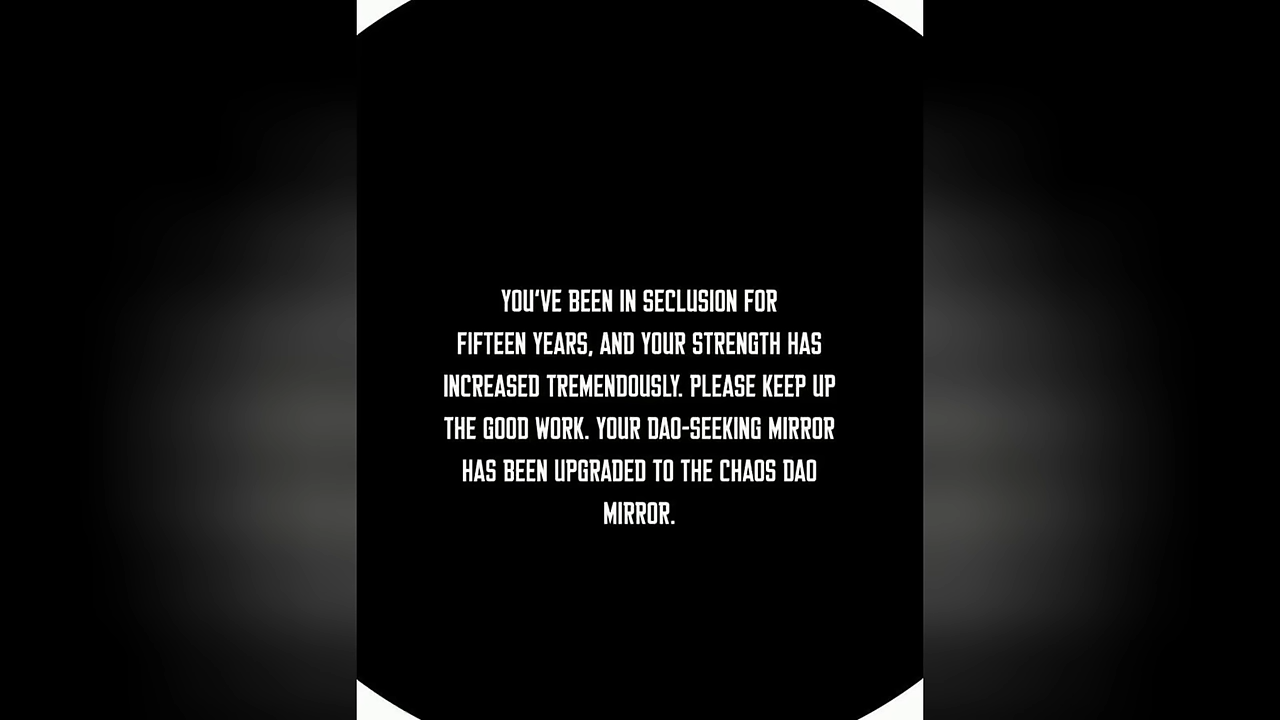 YOU'VE BEEN IN SECLUSION FOR
FIFTEEN YEARS, AND YOUR STRENGTH HAS
INCREASED TREMENDOUSLY. PLEASE KEEP UP
THE GOOD WORK. YOUR DAO-SEEKING MIRROR
HAS BEEN UPGRADED TO THE CHAOS DAO
MIRROR.